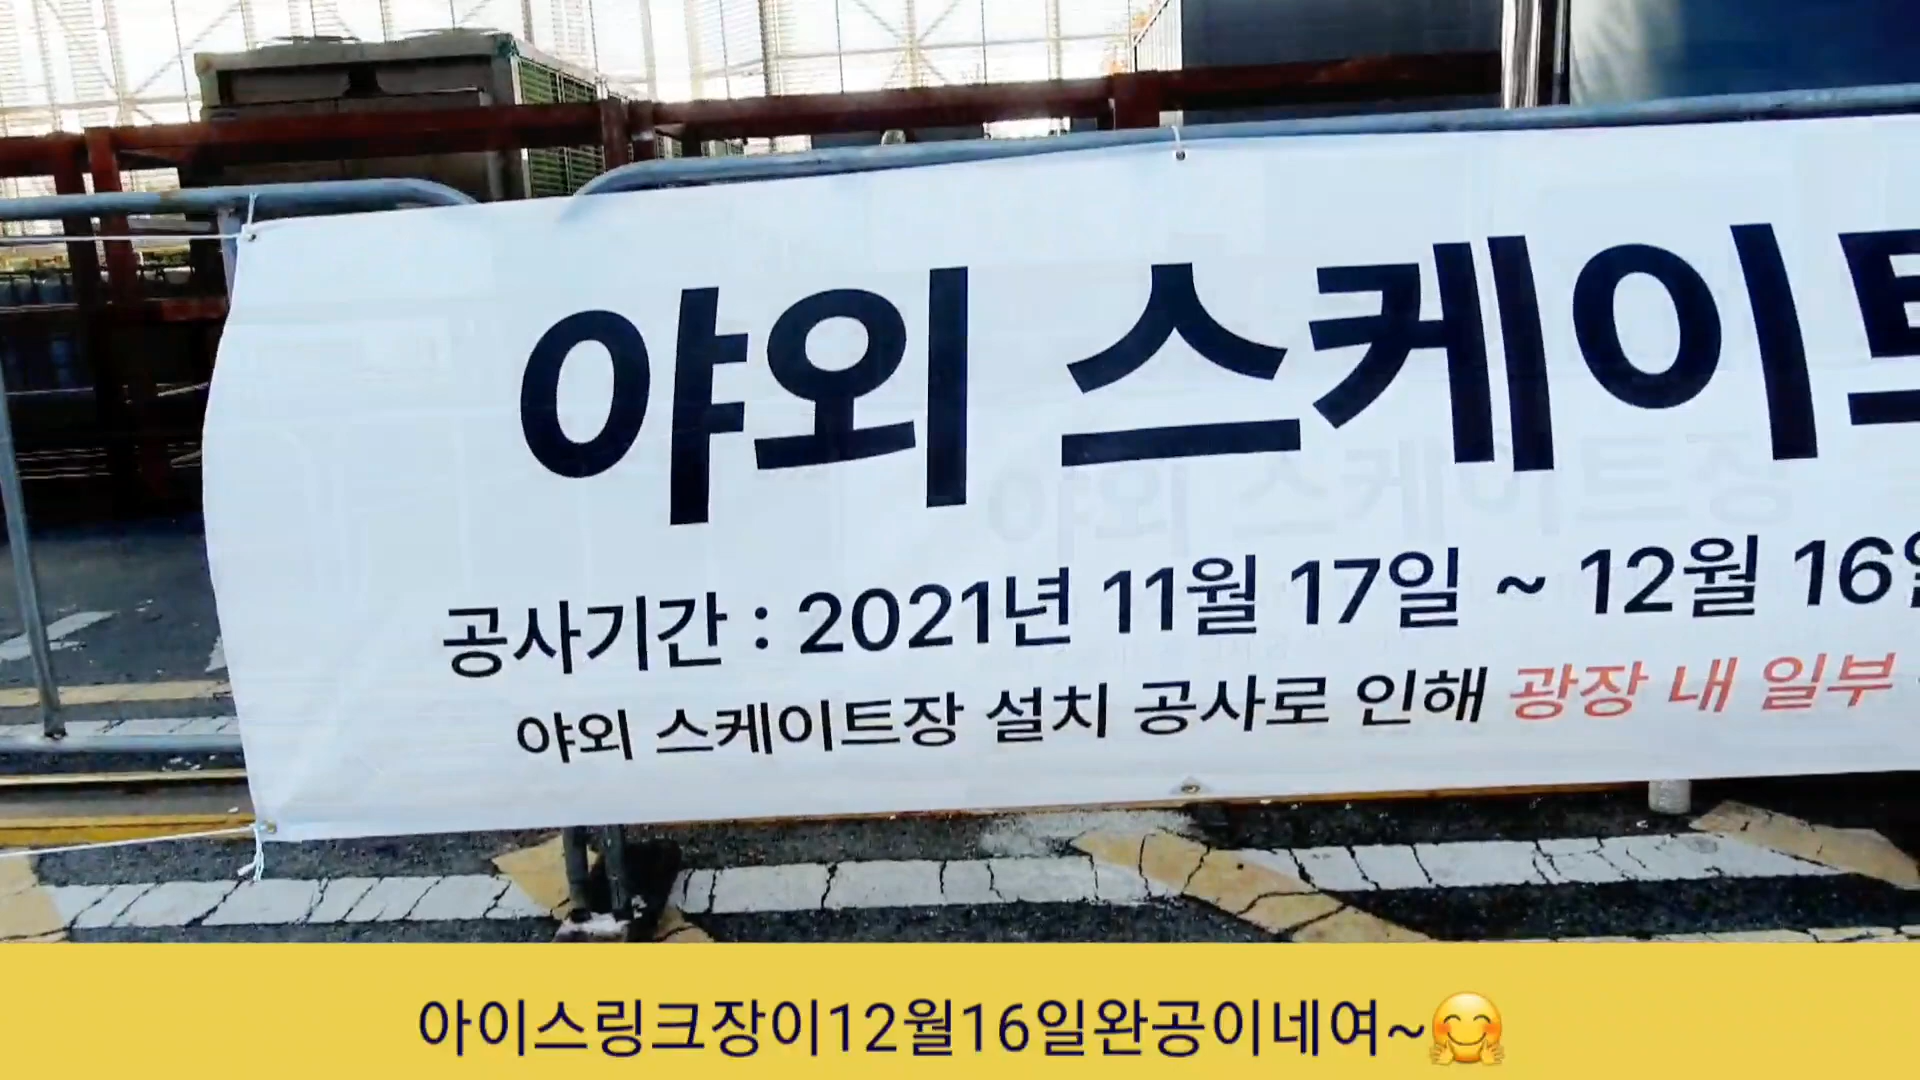 야외 스케이트
공사기간 : 2021년 11월 17일 ~ 12월 16일
야외 스케이트장 설치 공사로 인해 광장 내 일부
아이스링크장이12월16일완공이네여~🤗